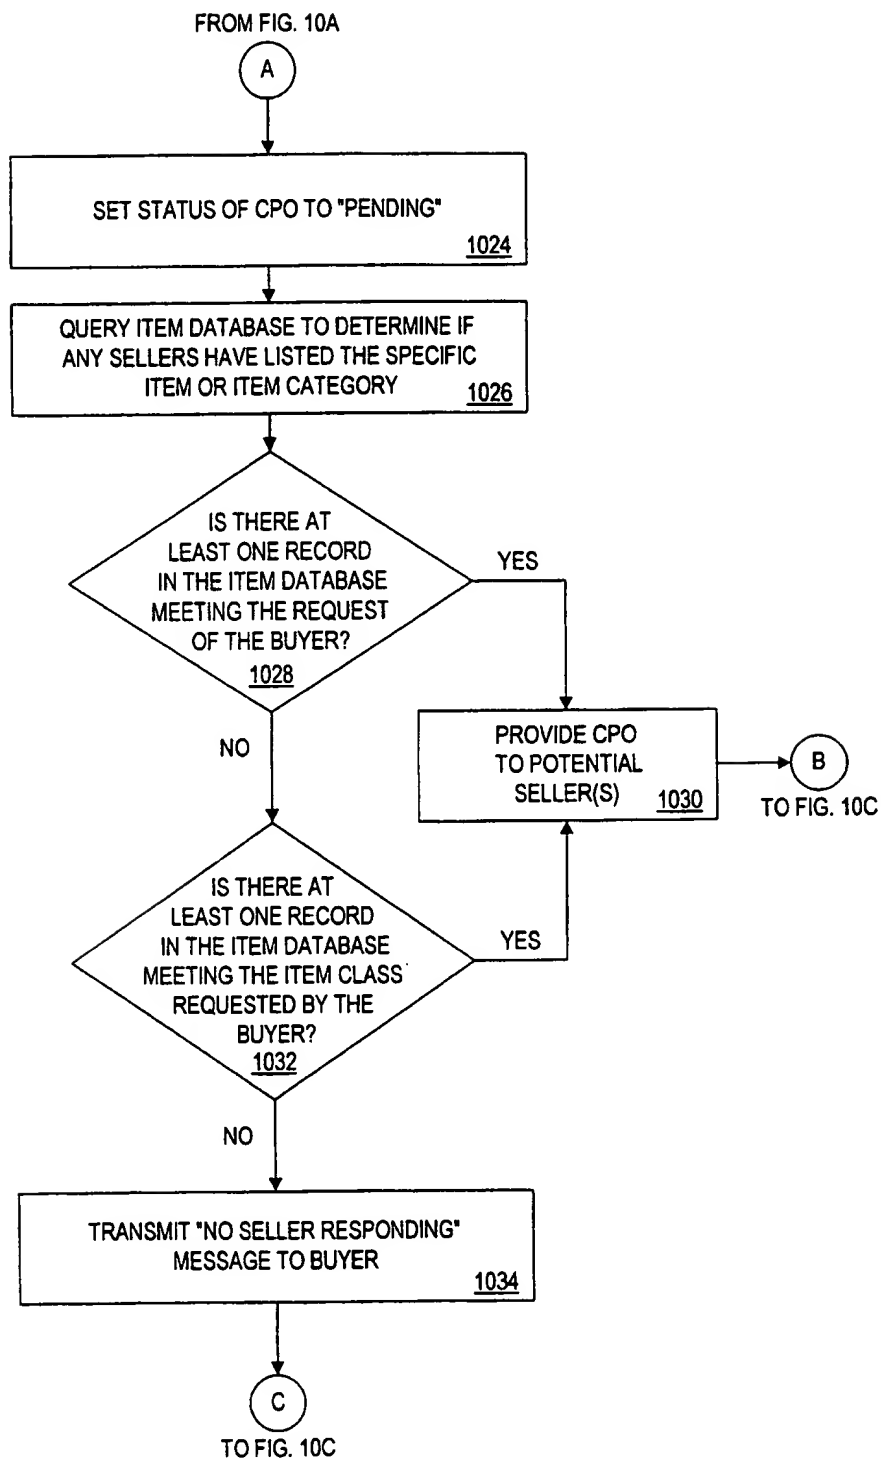 FROM FIG. 10A
A
SET STATUS OF CPO TO "PENDING"
1024
QUERY ITEM DATABASE TO DETERMINE IF
ANY SELLERS HAVE LISTED THE SPECIFIC
ITEM OR ITEM CATEGORY
1026
IS THERE AT
LEAST ONE RECORD
IN THE ITEM DATABASE
MEETING THE REQUEST
OF THE BUYER?
1028
YES
NO
PROVIDE CPO
TO POTENTIAL
SELLER(S)
1030
B
TO FIG. 10C
IS THERE AT
LEAST ONE RECORD
IN THE ITEM DATABASE
MEETING THE ITEM CLASS
REQUESTED BY THE
BUYER?
1032
YES
NO
TRANSMIT "NO SELLER RESPONDING"
MESSAGE TO BUYER
1034
C
TO FIG. 10C